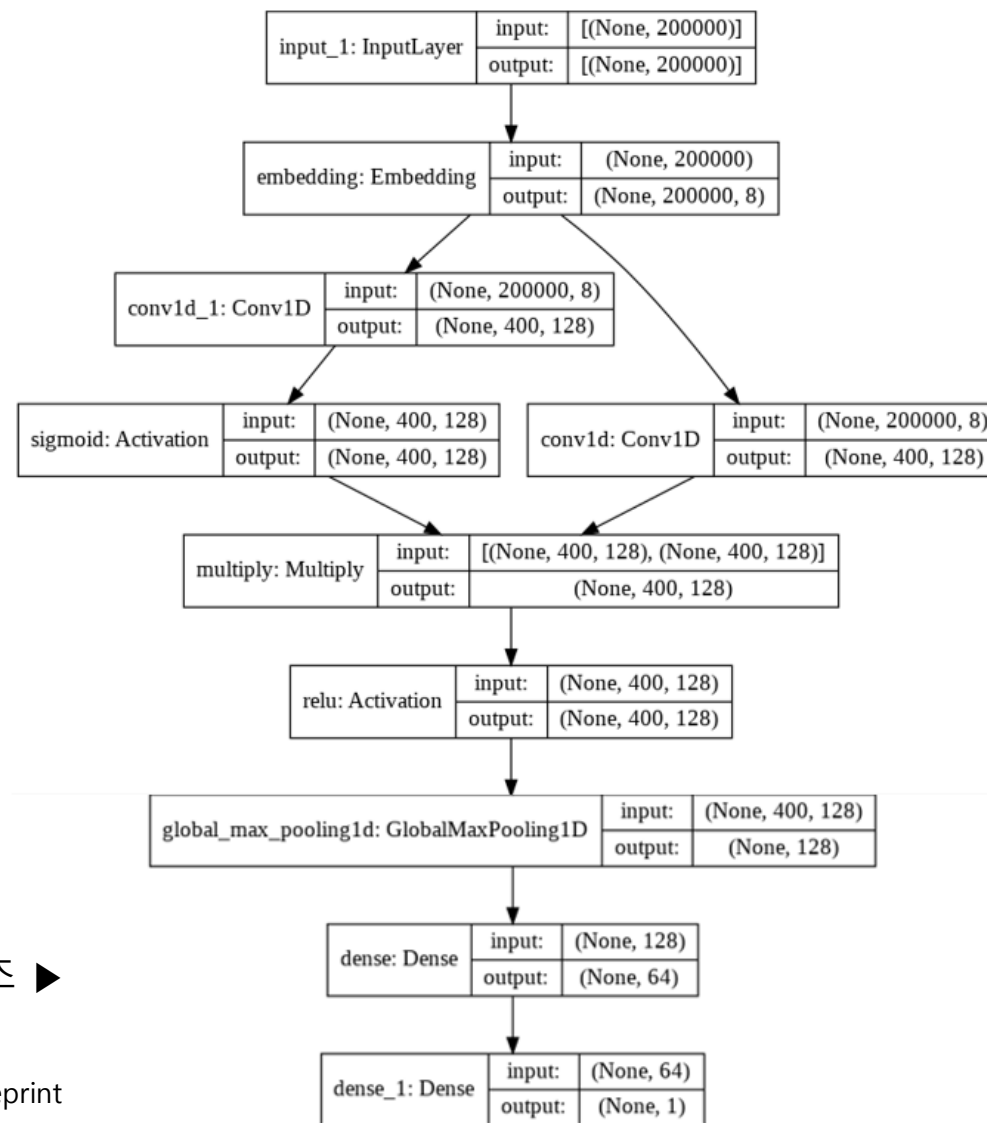 input_1: InputLayer
input: [(None, 200000)]
output: [(None, 200000)]
embedding: Embedding
input: (None, 200000)
output: (None, 200000, 8)
conv1d_1: Conv1D
input: (None, 200000, 8)
output: (None, 400, 128)
sigmoid: Activation
input: (None, 400, 128)
output: (None, 400, 128)
conv1d: Conv1D
input: (None, 200000, 8)
output: (None, 400, 128)
multiply: Multiply
input: [(None, 400, 128), (None, 400, 128)]
output: (None, 400, 128)
relu: Activation
input: (None, 400, 128)
output: (None, 400, 128)
global_max_pooling1d: GlobalMaxPooling1D
input: (None, 400, 128)
output: (None, 128)
dense: Dense
input: (None, 128)
output: (None, 64)
▶
dense_1: Dense
input: (None, 64)
output: (None, 1)